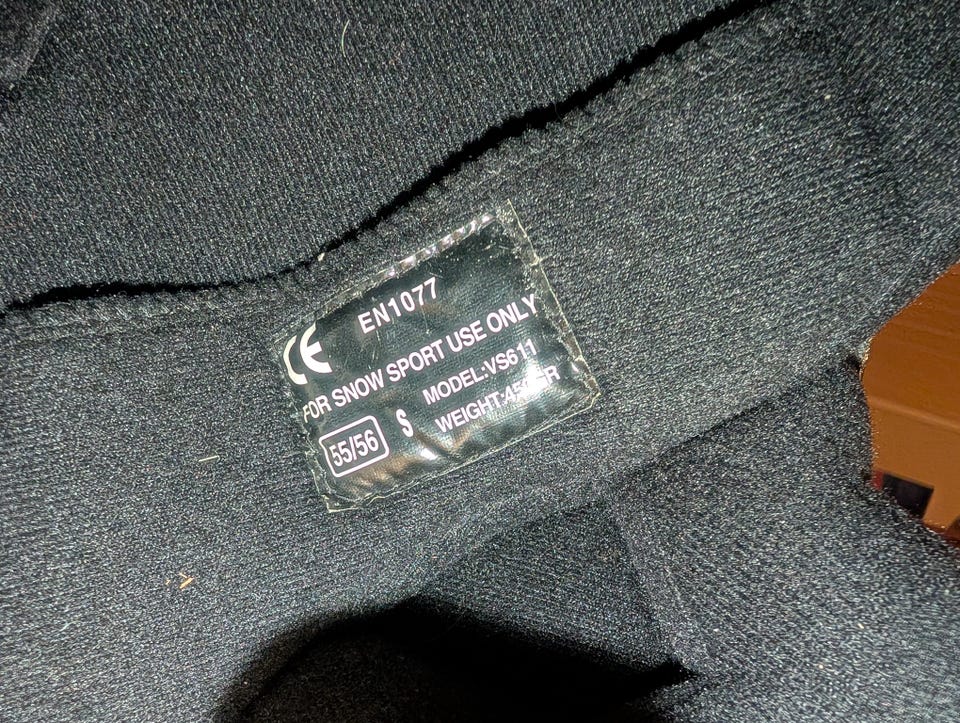 CE EN1077
FOR SNOW SPORT USE ONLY
55/56 S MODEL:VS611
WEIGHT: